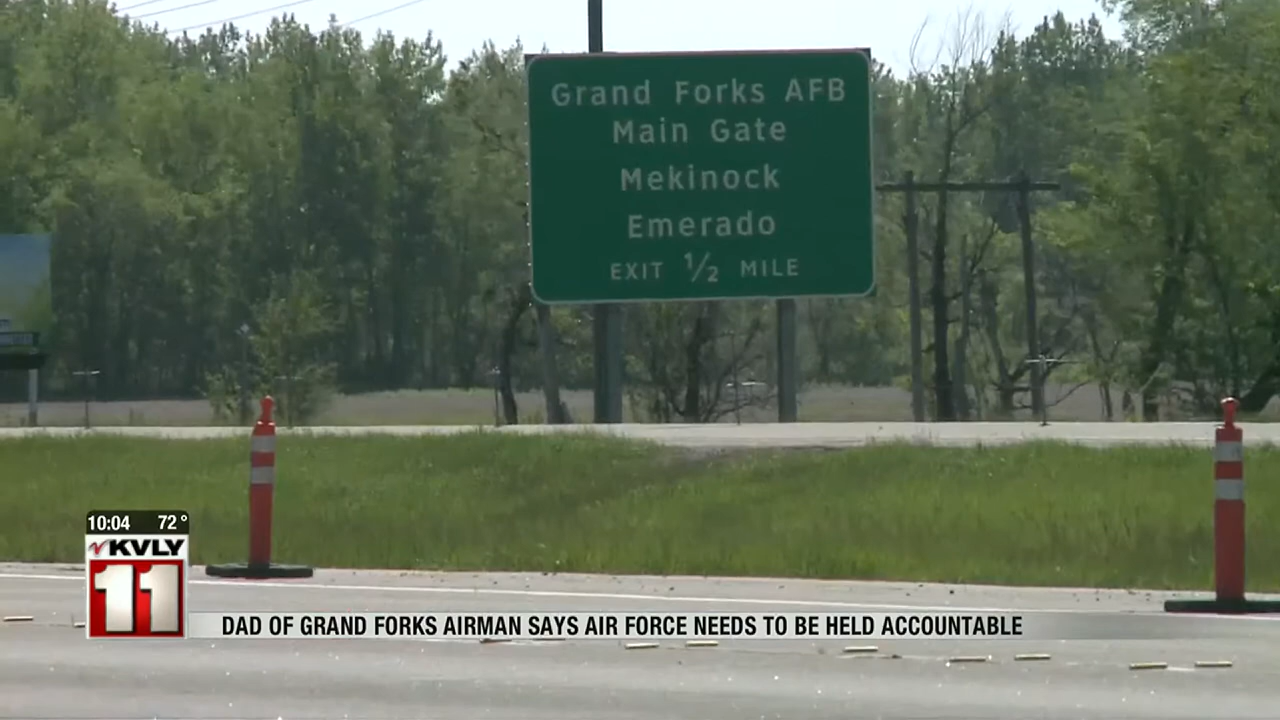 Grand Forks AFB
Main Gate
Mekinock
Emerado
EXIT 1/2 MILE
10:04 72°
KVLY
11
DAD OF GRAND FORKS AIRMAN SAYS AIR FORCE NEEDS TO BE HELD ACCOUNTABLE